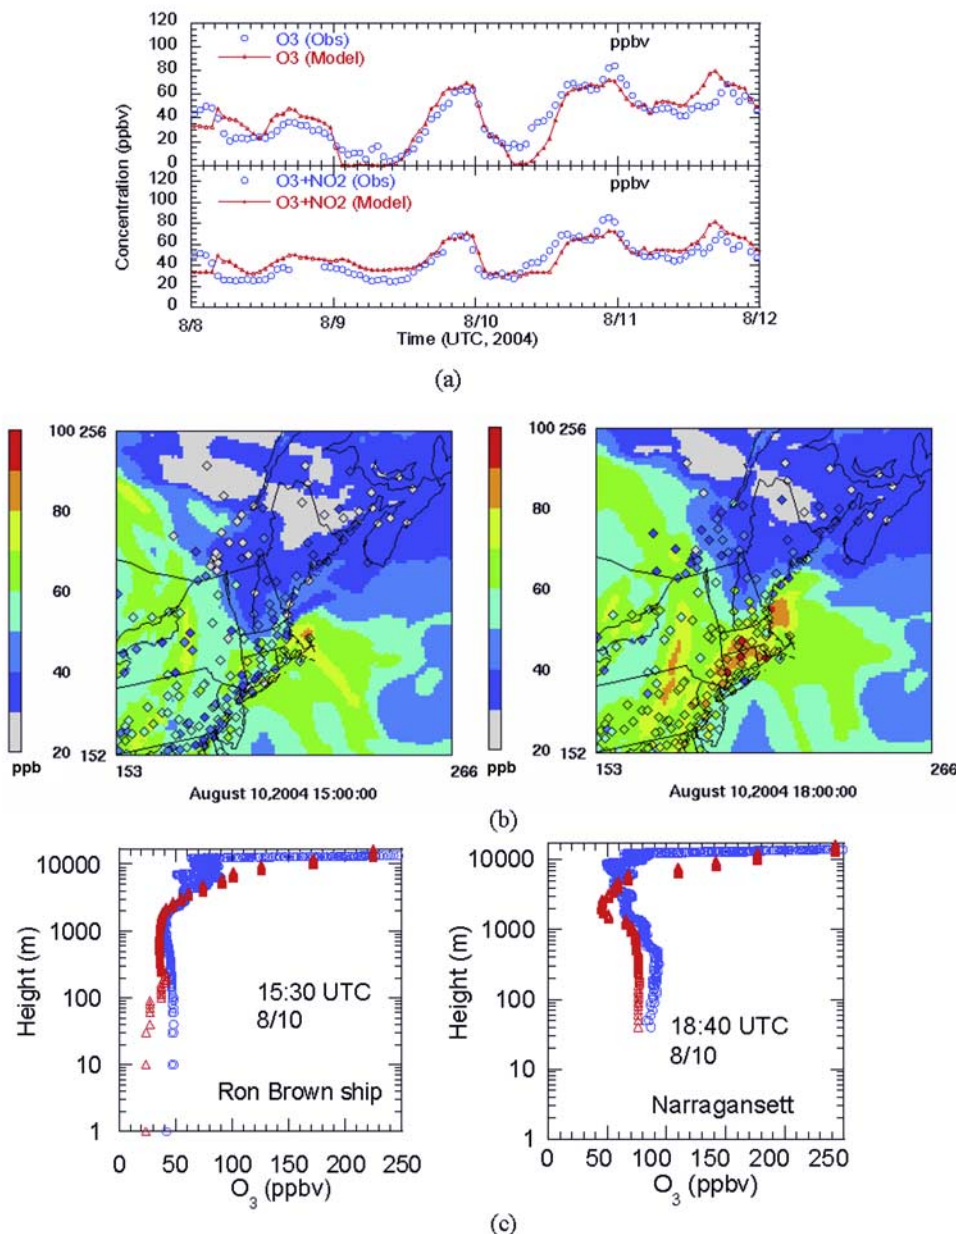 120
100
80
60
40
20
0
O3 (Obs)
O3 (Model)
ppbv
120
100
80
60
40
20
0
O3+NO2 (Obs)
O3+NO2 (Model)
ppbv
Concentration (ppbv)
8/8 8/9 8/10 8/11 8/12
Time (UTC, 2004)
(a)
100
80
60
40
20
ppb
256
152
153 266
August 10,2004 15:00:00
100
80
60
40
20
ppb
256
152
153 266
August 10,2004 18:00:00
(b)
10000
1000
100
10
1
Height (m)
15:30 UTC
8/10
Ron Brown ship
0 50 100 150 200 250
O3 (ppbv)
10000
1000
100
10
1
Height (m)
18:40 UTC
8/10
Narragansett
0 50 100 150 200 250
O3 (ppbv)
(c)